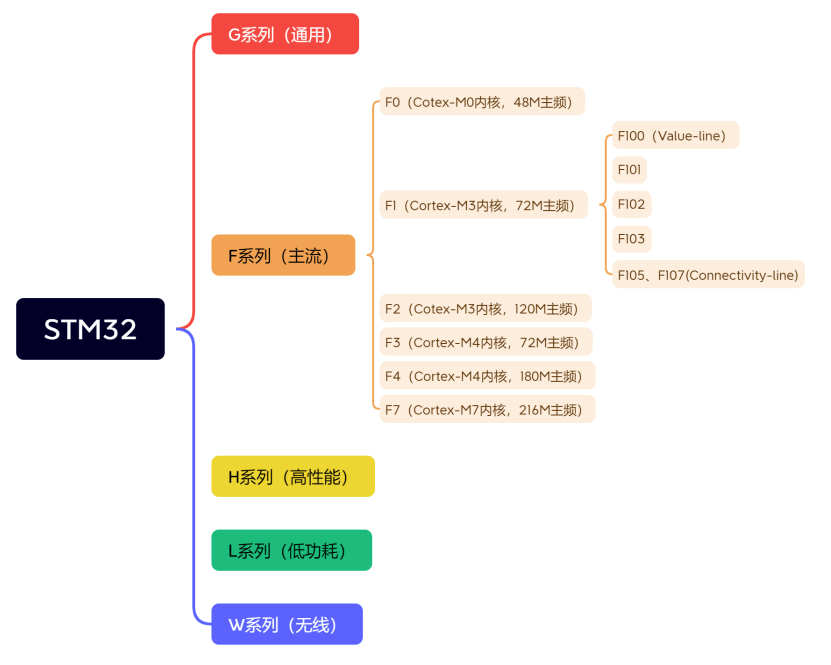 G系列（通用）
F0（Cotex-M0内核，48M主频）
F100（Value-line）
F101
F1（Cortex-M3内核，72M主频）
F102
F103
F系列（主流）
F105、F107(Connectivity-line)
F2（Cotex-M3内核，120M主频）
STM32
F3（Cortex-M4内核，72M主频）
F4（Cortex-M4内核，180M主频）
F7（Cortex-M7内核，216M主频）
H系列（高性能）
L系列（低功耗）
W系列（无线）